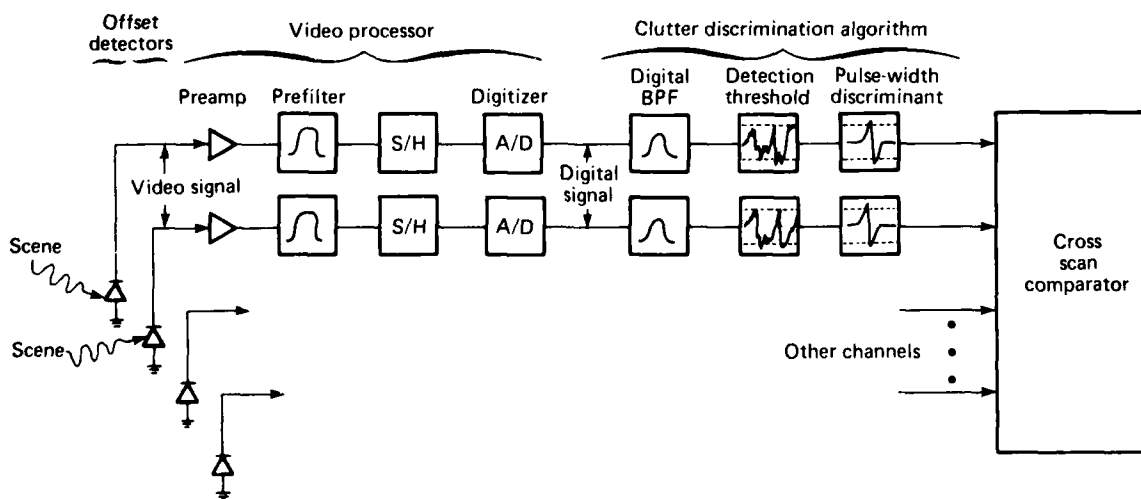 Offset
detectors
Video processor
Clutter discrimination algorithm
Preamp
Prefilter
Digitizer
Digital
BPF
Detection
threshold
Pulse-width
discriminant
S/H
A/D
Video signal
Digital
signal
S/H
A/D
Scene
Scene
Cross
scan
comparator
Other channels